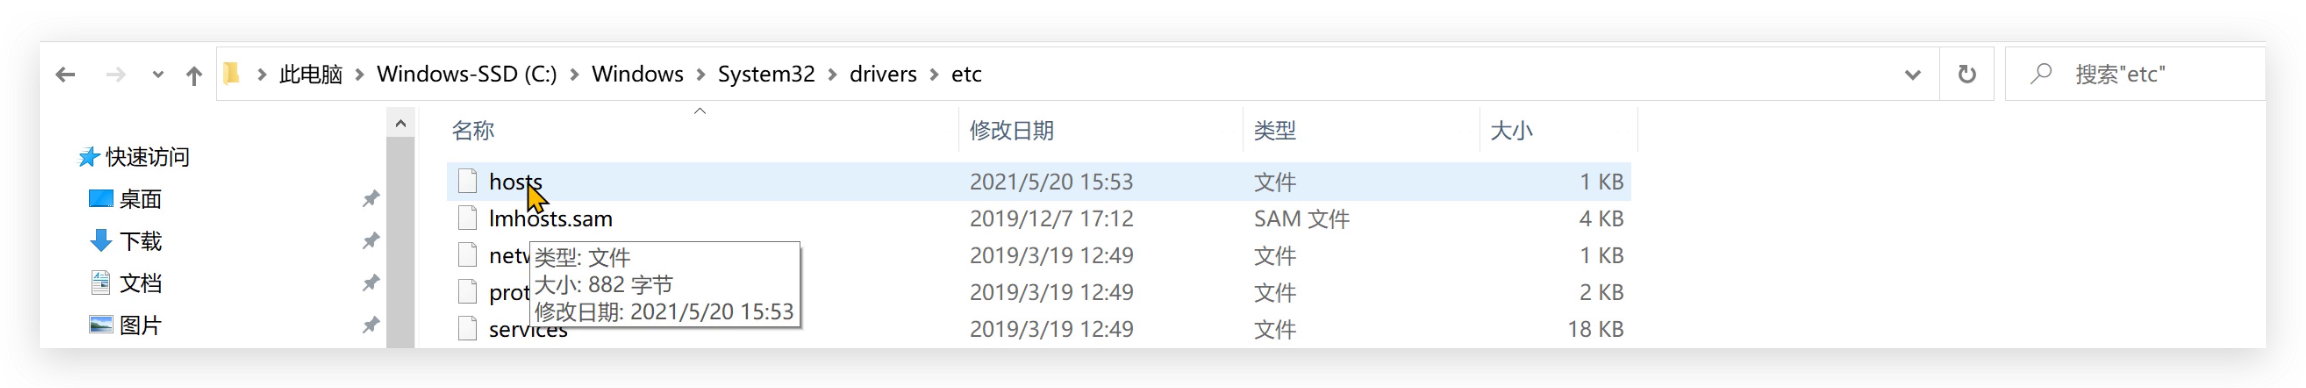 此电脑 Windows-SSD (C:) Windows System32 drivers etc 搜索"etc"
名称 修改日期 类型 大小
快速访问
桌面
下载
文档
图片
hosts 2021/5/20 15:53 文件 1 KB
lmhosts.sam 2019/12/7 17:12 SAM 文件 4 KB
netw 2019/3/19 12:49 文件 1 KB
prot 2019/3/19 12:49 文件 2 KB
services 2019/3/19 12:49 文件 18 KB
类型: 文件
大小: 882 字节
修改日期: 2021/5/20 15:53